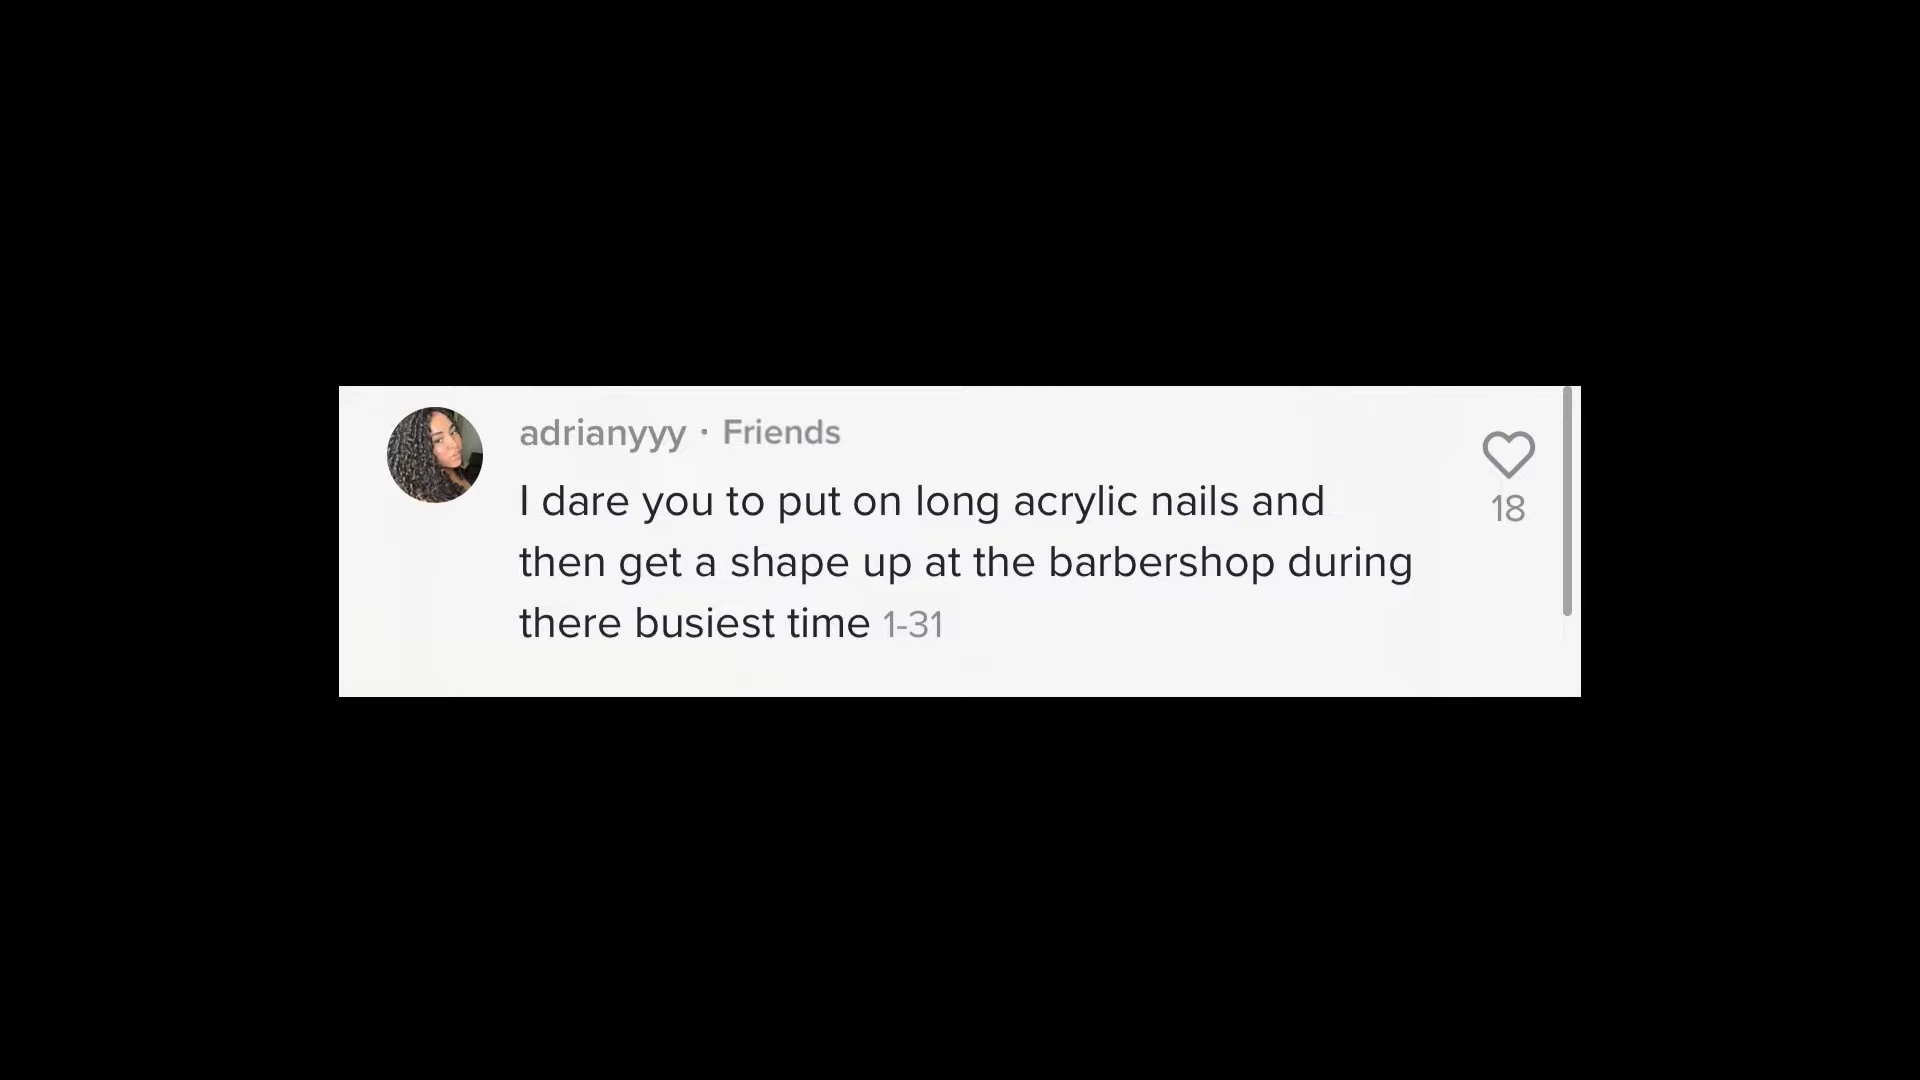 adrianyyy · Friends
I dare you to put on long acrylic nails and
18
then get a shape up at the barbershop during
there busiest time 1-31